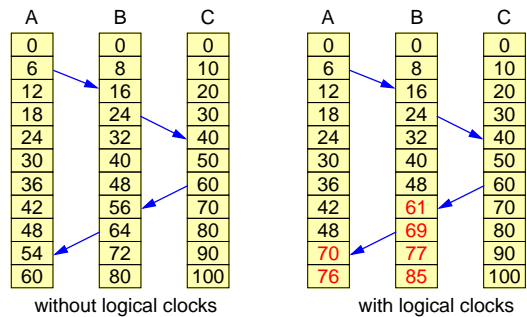 A B C A B C
0 0 0 0 0 0
6 8 10 6 8 10
12 16 20 12 16 20
18 24 30 18 24 30
24 32 40 24 32 40
30 40 50 30 40 50
36 48 60 36 48 60
42 56 70 42 61 70
48 64 80 48 69 80
54 72 90 70 77 90
60 80 100 76 85 100
without logical clocks with logical clocks